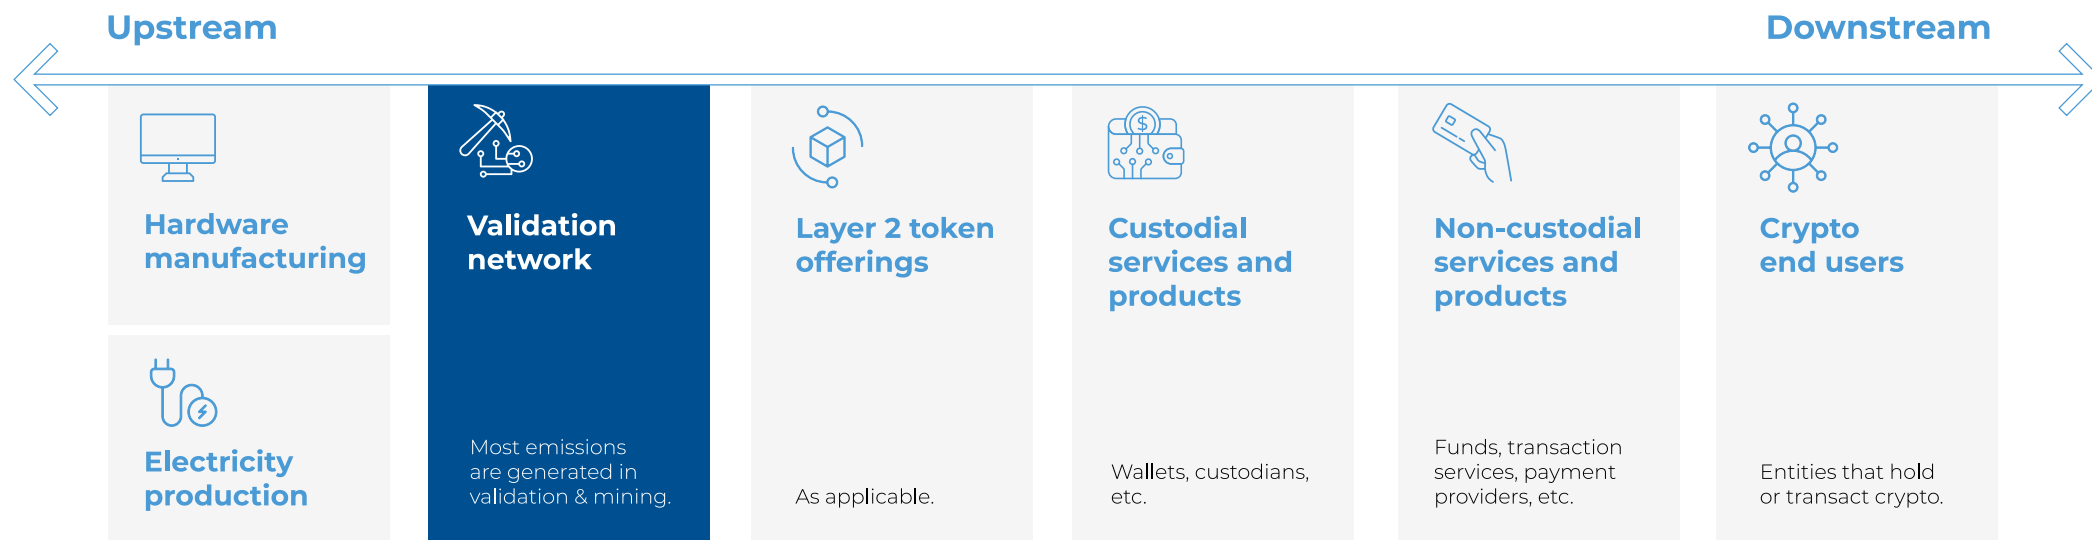 Upstream
Downstream
Hardware
manufacturing
Electricity
production
Validation
network
Most emissions
are generated in
validation & mining.
Layer 2 token
offerings
As applicable.
$
Custodial
services and
products
Wallets, custodians,
etc.
Non-custodial
services and
products
Funds, transaction
services, payment
providers, etc.
Crypto
end users
Entities that hold
or transact crypto.